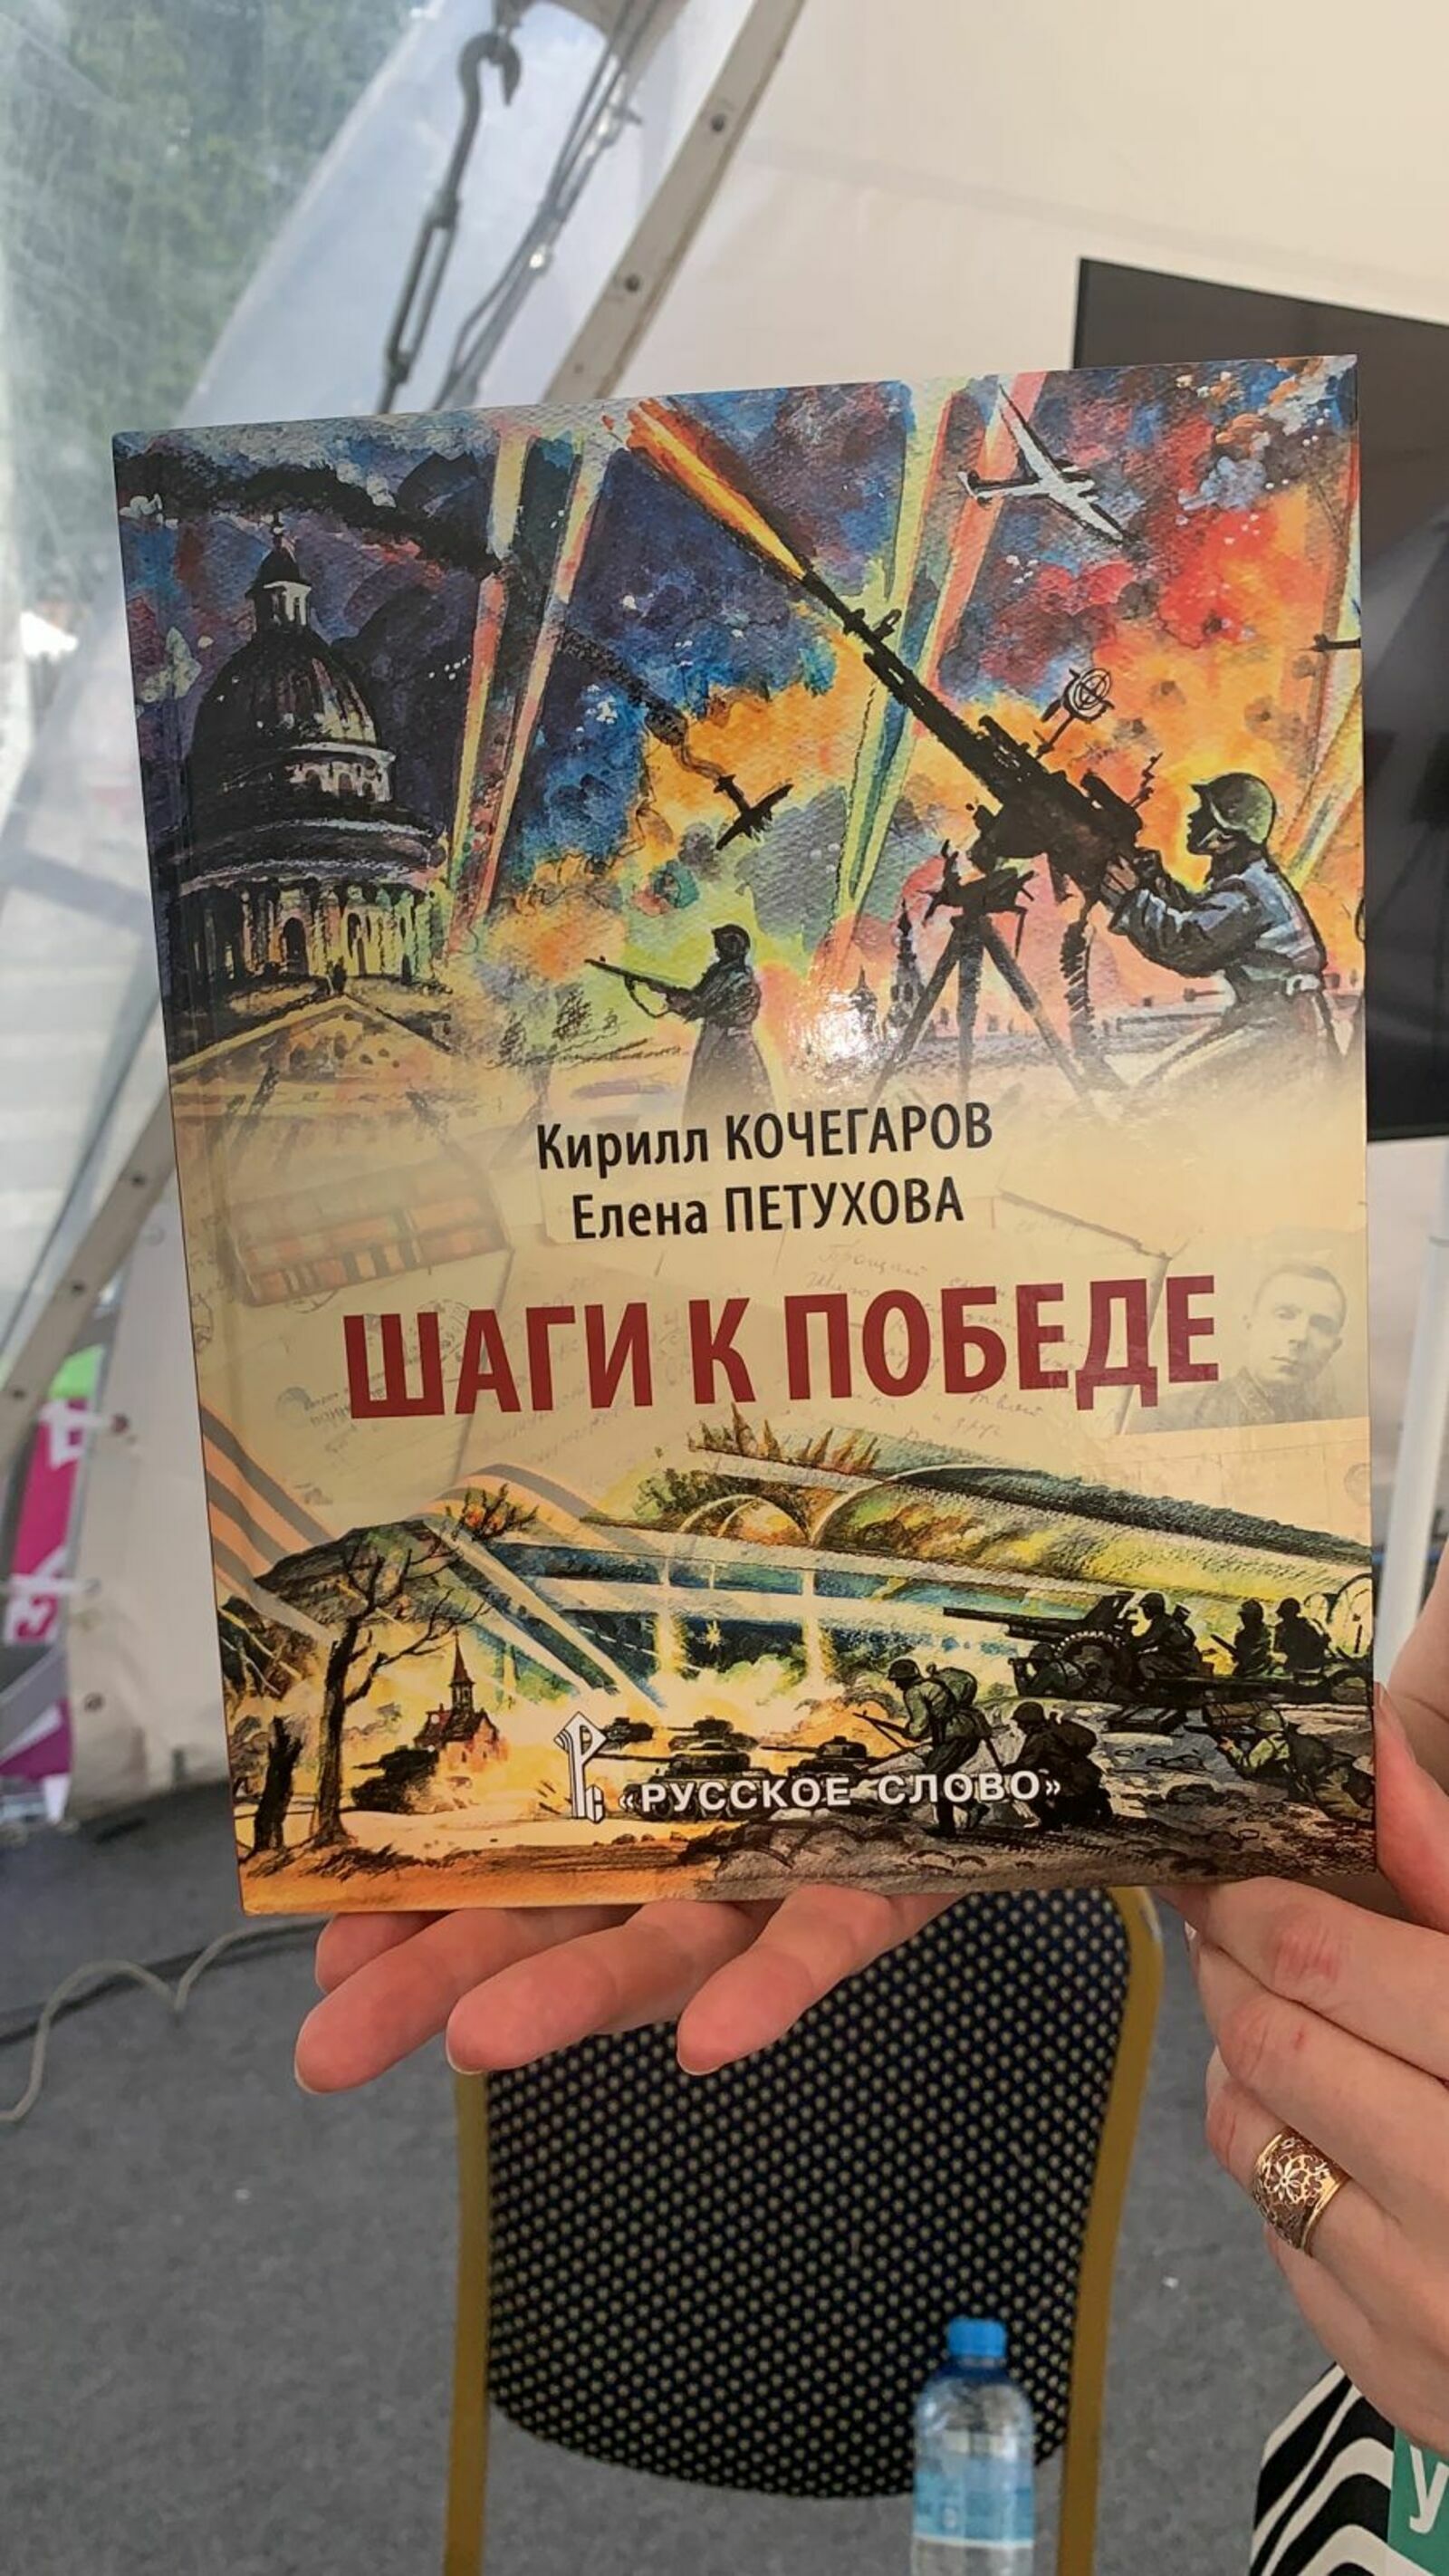 Кирилл КОЧЕГАРОВ
Елена ПЕТУХОВА
ШАГИ К ПОБЕДЕ
«РУССКОЕ СЛОВО»